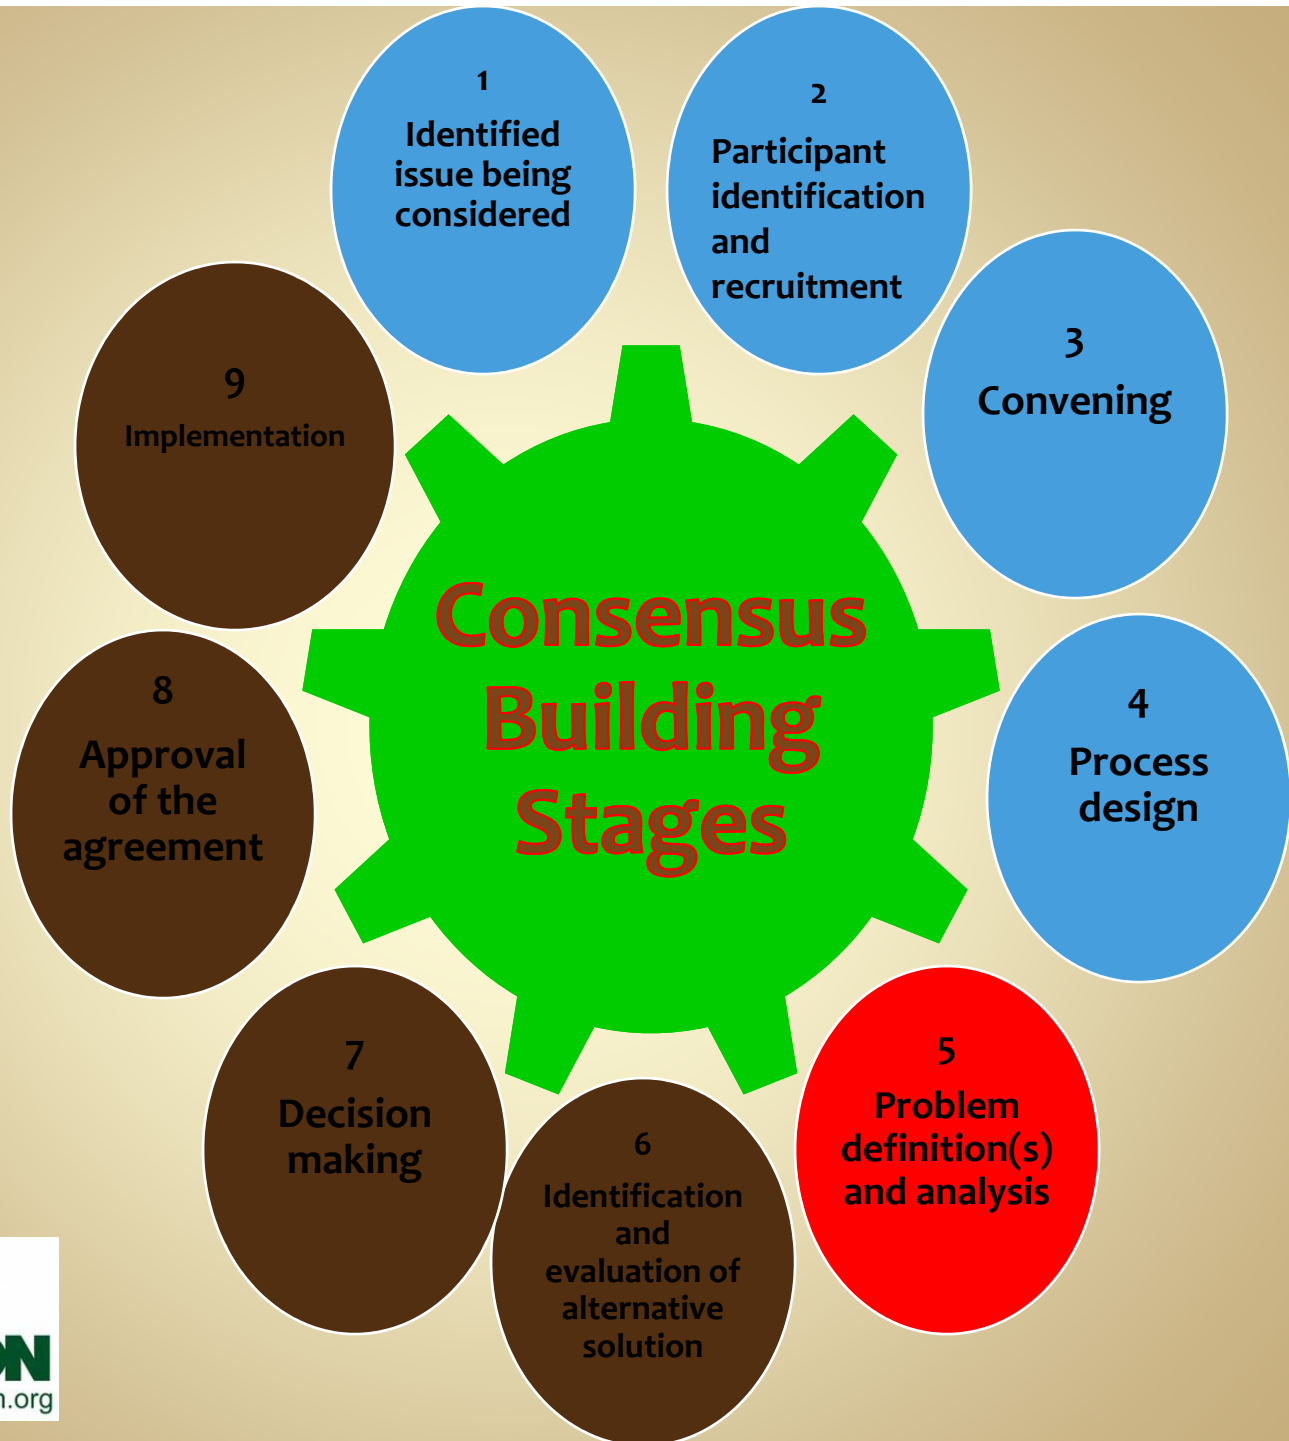 1
Identified
issue being
considered
2
Participant
identification
and
recruitment
3
Convening
4
Process
design
5
Problem
definition(s)
and analysis
6
Identification
and
evaluation of
alternative
solution
7
Decision
making
8
Approval
of the
agreement
9
Implementation
Consensus
Building
Stages
.org